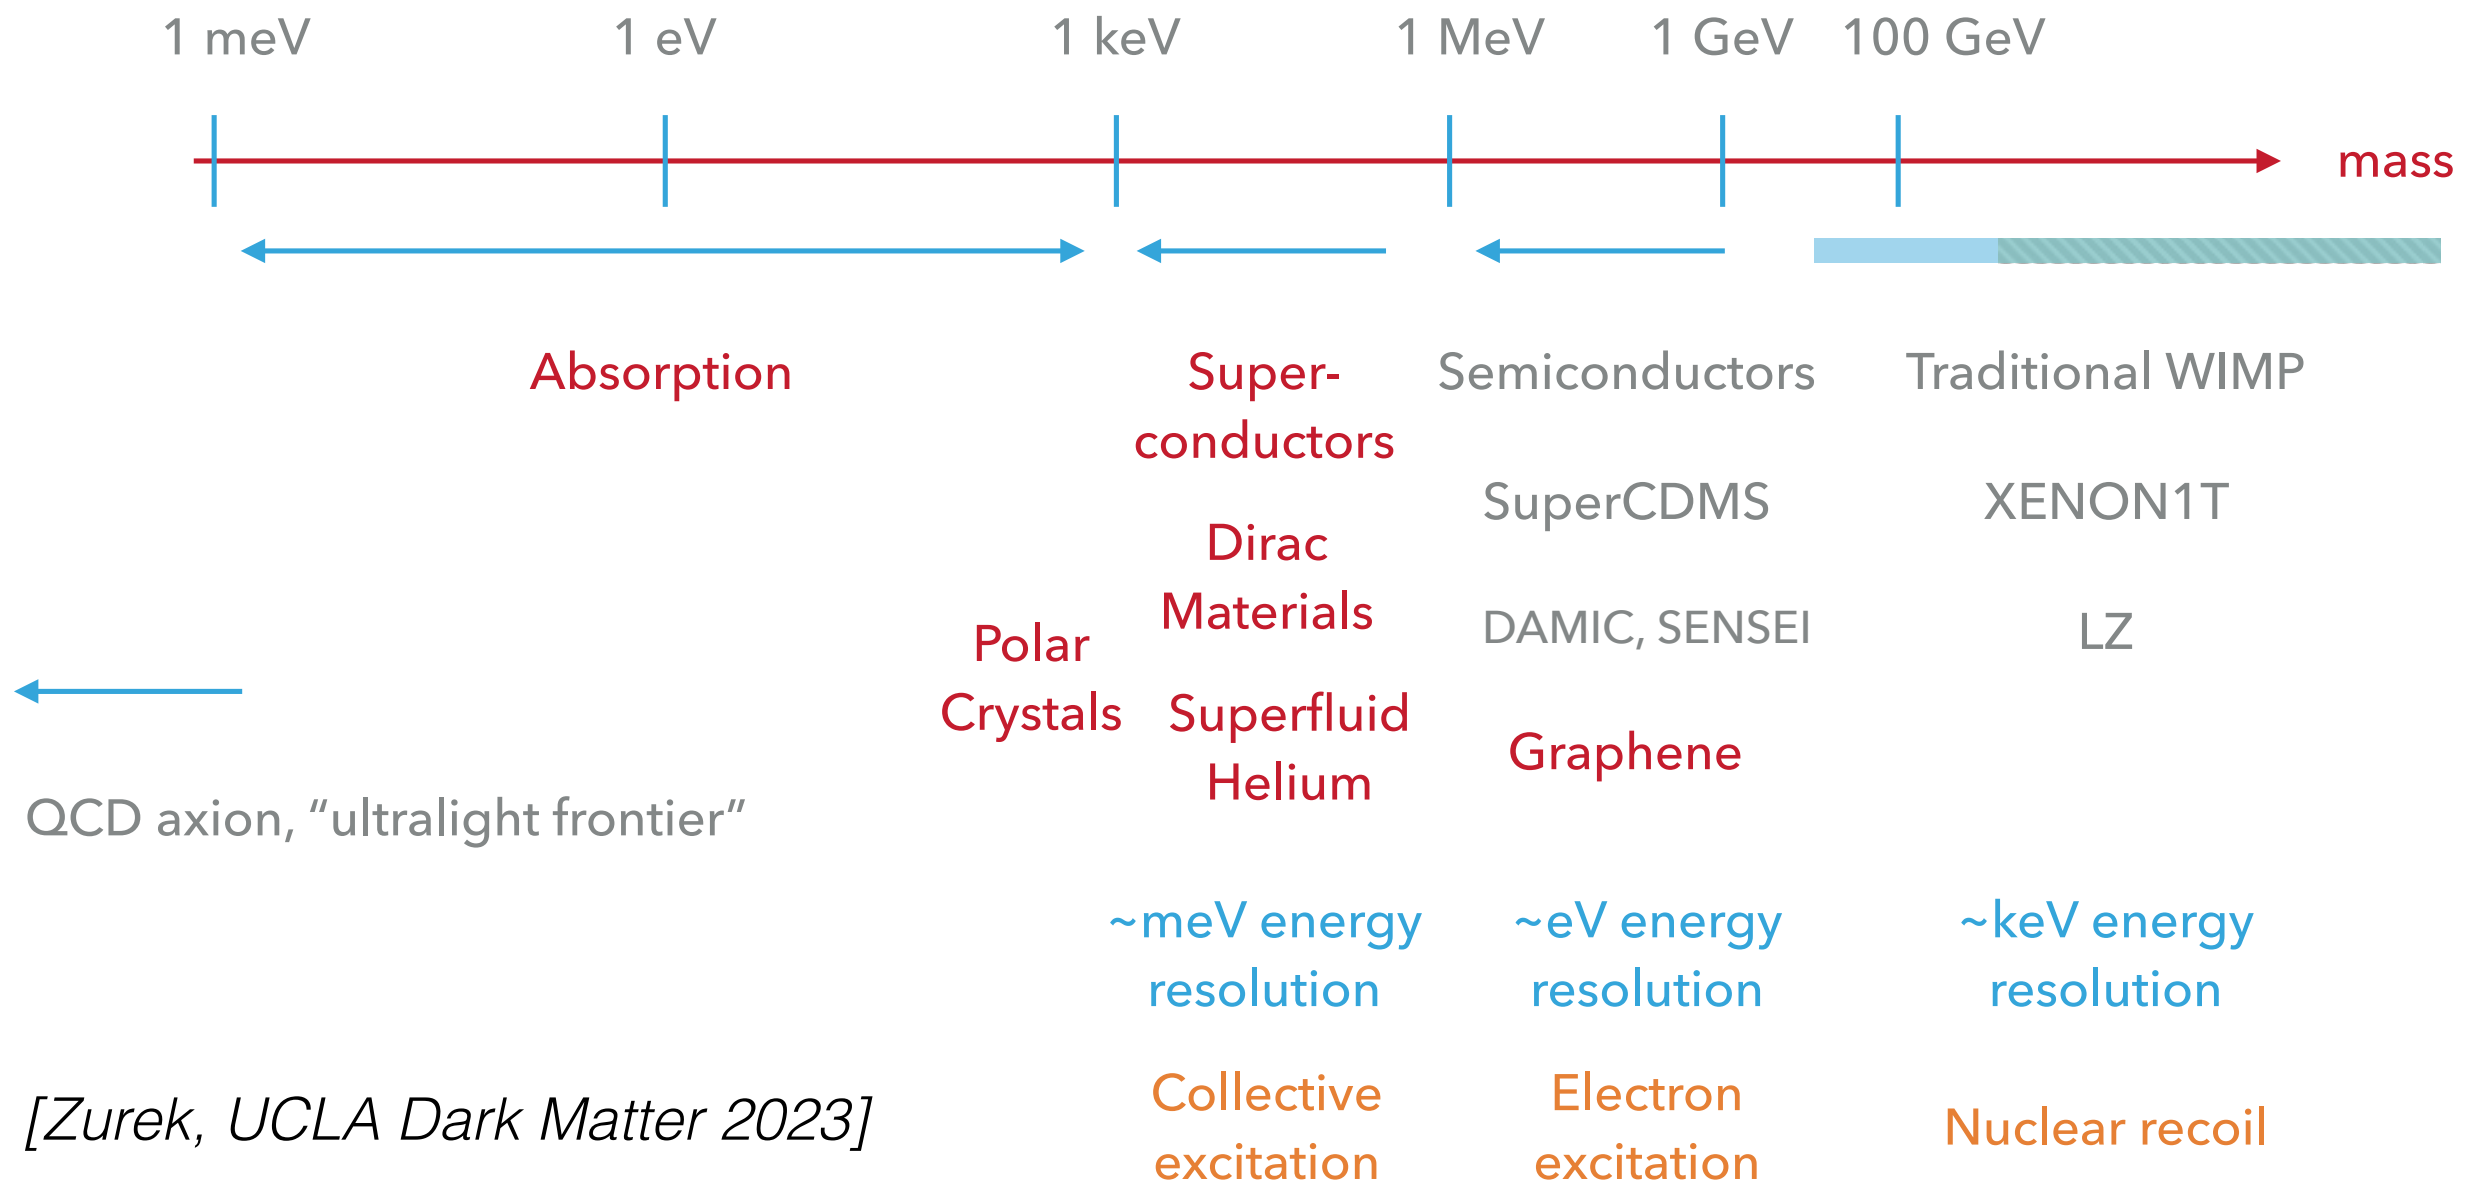 1 meV
1 eV
1 keV
1 MeV
1 GeV
100 GeV
mass
Absorption
Super-
conductors
Semiconductors
Traditional WIMP
SuperCDMS
XENON1T
Dirac
Materials
DAMIC, SENSEI
LZ
Polar
Crystals
Superfluid
Helium
Graphene
QCD axion, “ultralight frontier”
~meV energy
resolution
~eV energy
resolution
~keV energy
resolution
Collective
excitation
Electron
excitation
Nuclear recoil
[Zurek, UCLA Dark Matter 2023]